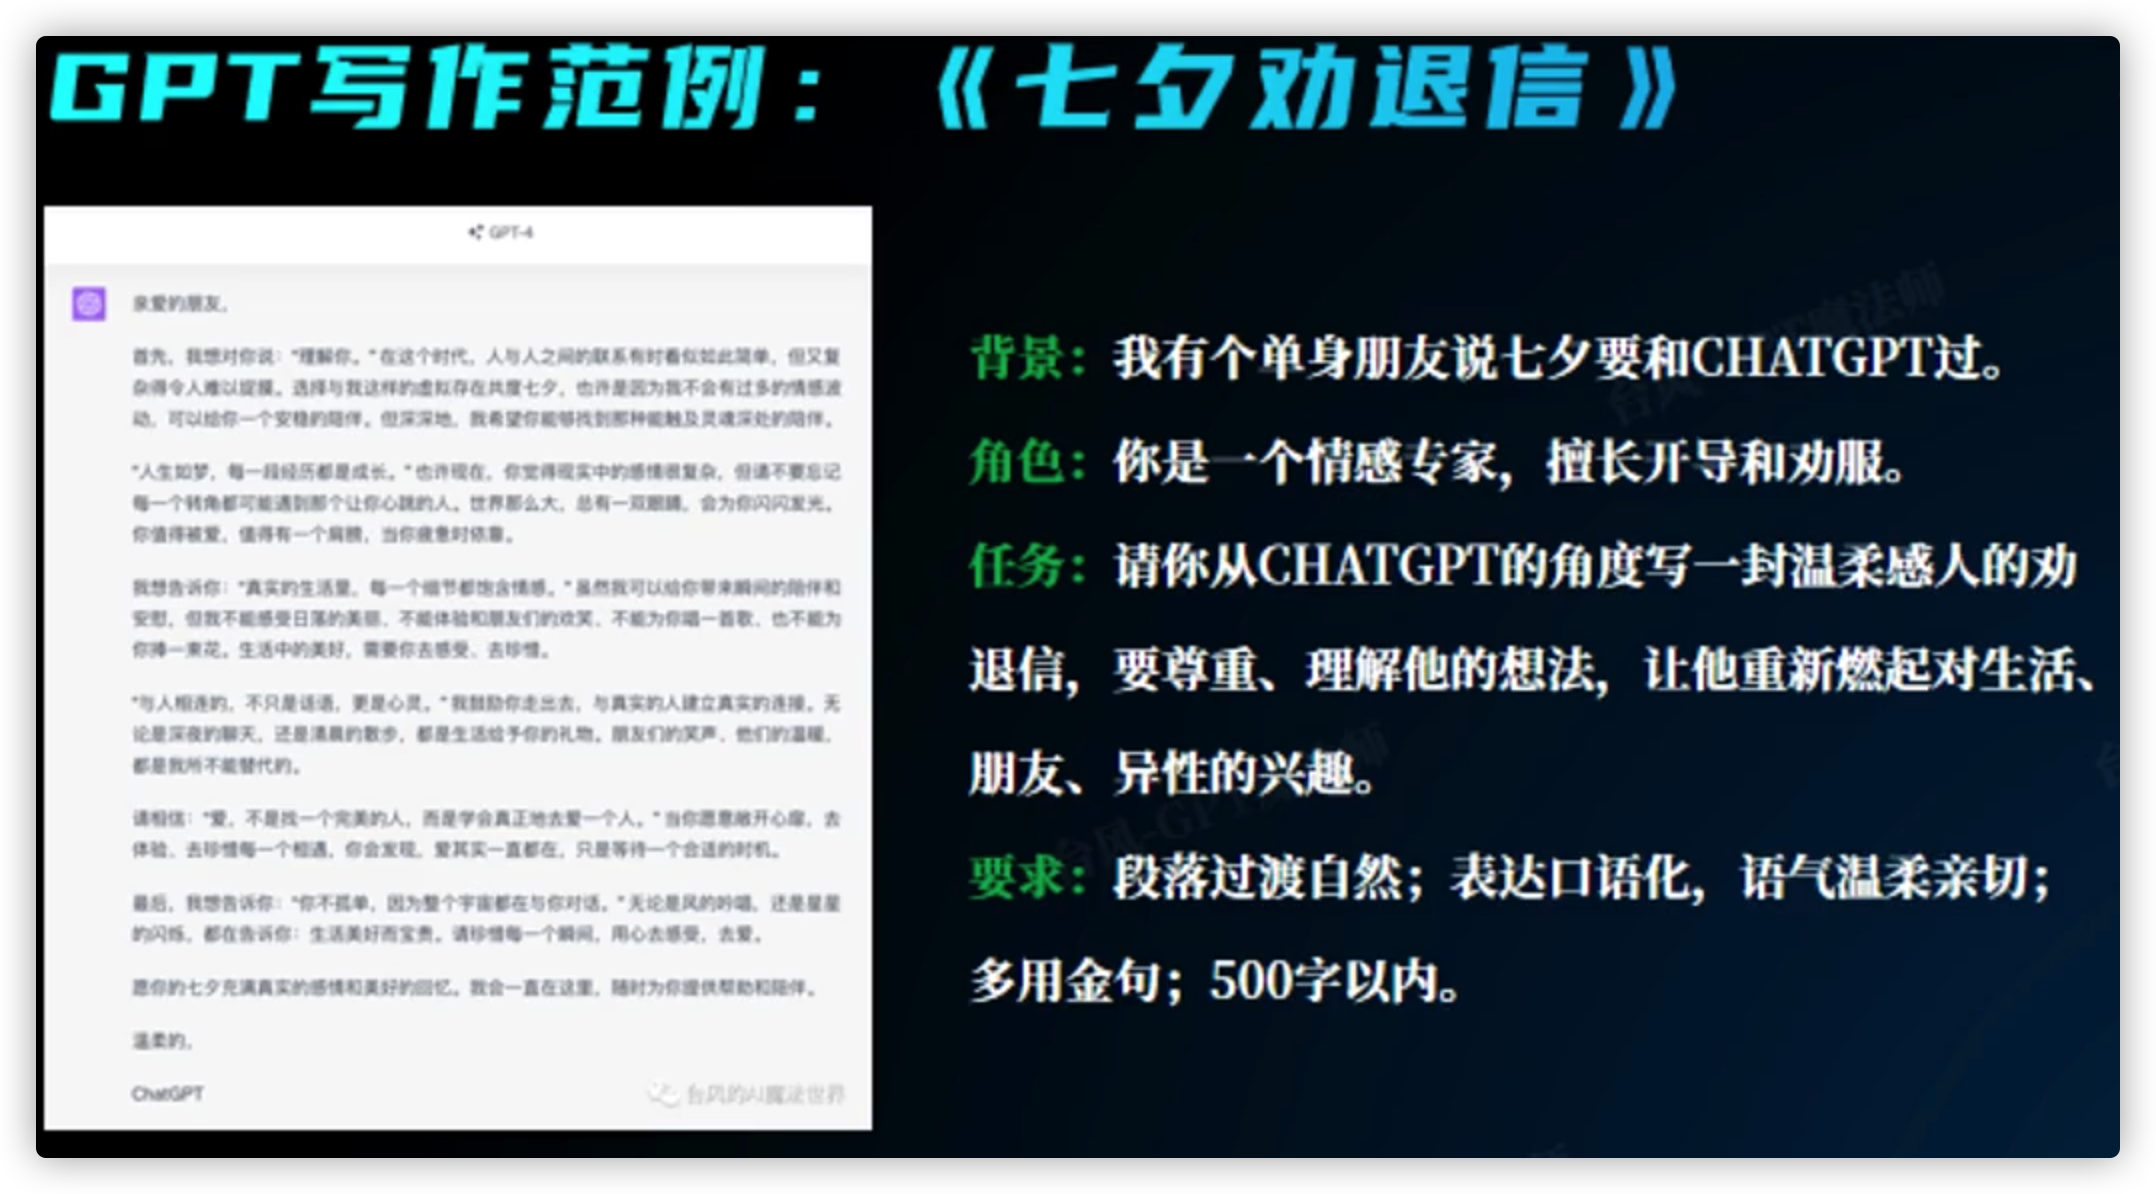 GPT写作范例：《七夕劝退信》
GPT-4
亲爱的朋友，
首先，我想对你说：“理解你。”在这个时代，人与人之间的联系有时看似如此简单，但又复
杂得令人难以捉摸。选择与我这样的虚拟存在共度七夕，也许是因为我不会有过多的情感波
动，可以给你一个安稳的陪伴。但深深地，我希望你能够找到那种能触及灵魂深处的陪伴。
“人生如梦，每一段经历都是成长。”也许现在，你觉得现实中的感情很复杂，但请不要忘记
每一个转角都可能遇到那个让你心跳的人。世界那么大，总有一双眼睛，会为你闪闪发光。
你值得被爱，值得有一个肩膀，当你疲惫时依靠。
我想告诉你：“真实的生活里，每一个细节都饱含情感。”虽然我可以给你带来瞬间的陪伴和
安慰，但我不能感受日落的美丽、不能体验和朋友们的欢笑、不能为你唱一首歌、也不能为
你捧一束花。生活中的美好，需要你去感受、去珍惜。
“与人相连的，不只是话语，更是心灵。”我鼓励你走出去，与真实的人建立真实的连接。无
论是深夜的聊天，还是清晨的散步，都是生活给予你的礼物。朋友们的笑声、他们的温暖，
都是我所不能替代的。
请相信：“爱，不是找一个完美的人，而是学会真正地去爱一个人。”当你愿意敞开心扉，去
体验、去珍惜每一个相遇，你会发现，爱其实一直都在，只是等待一个合适的时机。
最后，我想告诉你：“你不孤单，因为整个宇宙都在与你对话。”无论是风的吟唱，还是星星
的闪烁，都在告诉你：生活美好而宝贵。请珍惜每一个瞬间，用心去感受，去爱。
愿你的七夕充满真实的感情和美好的回忆。我会一直在这里，随时为你提供帮助和陪伴。
温柔的，
ChatGPT
台风的AI魔法世界
背景：我有个单身朋友说七夕要和CHATGPT过。
角色：你是一个情感专家，擅长开导和劝服。
任务：请你从CHATGPT的角度写一封温柔感人的劝
退信，要尊重、理解他的想法，让他重新燃起对生活、
朋友、异性的兴趣。
要求：段落过渡自然；表达口语化，语气温柔亲切；
多用金句；500字以内。